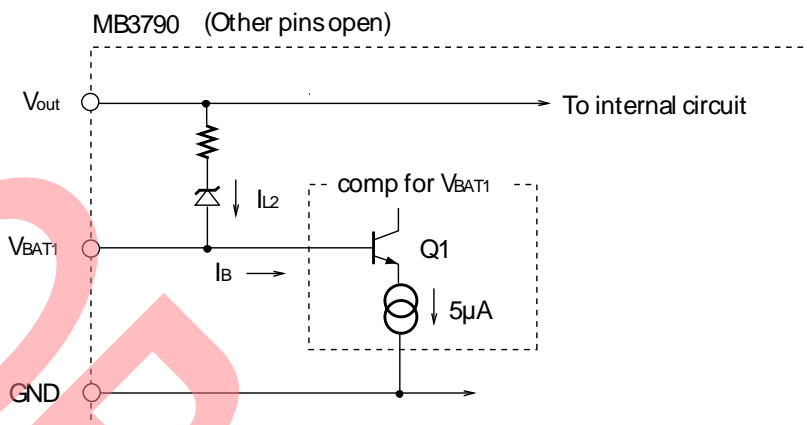 MB3790 (Other pins open)
Vout
To internal circuit
comp for VBAT1
IL2
VBAT1
Q1
IB
5µA
GND